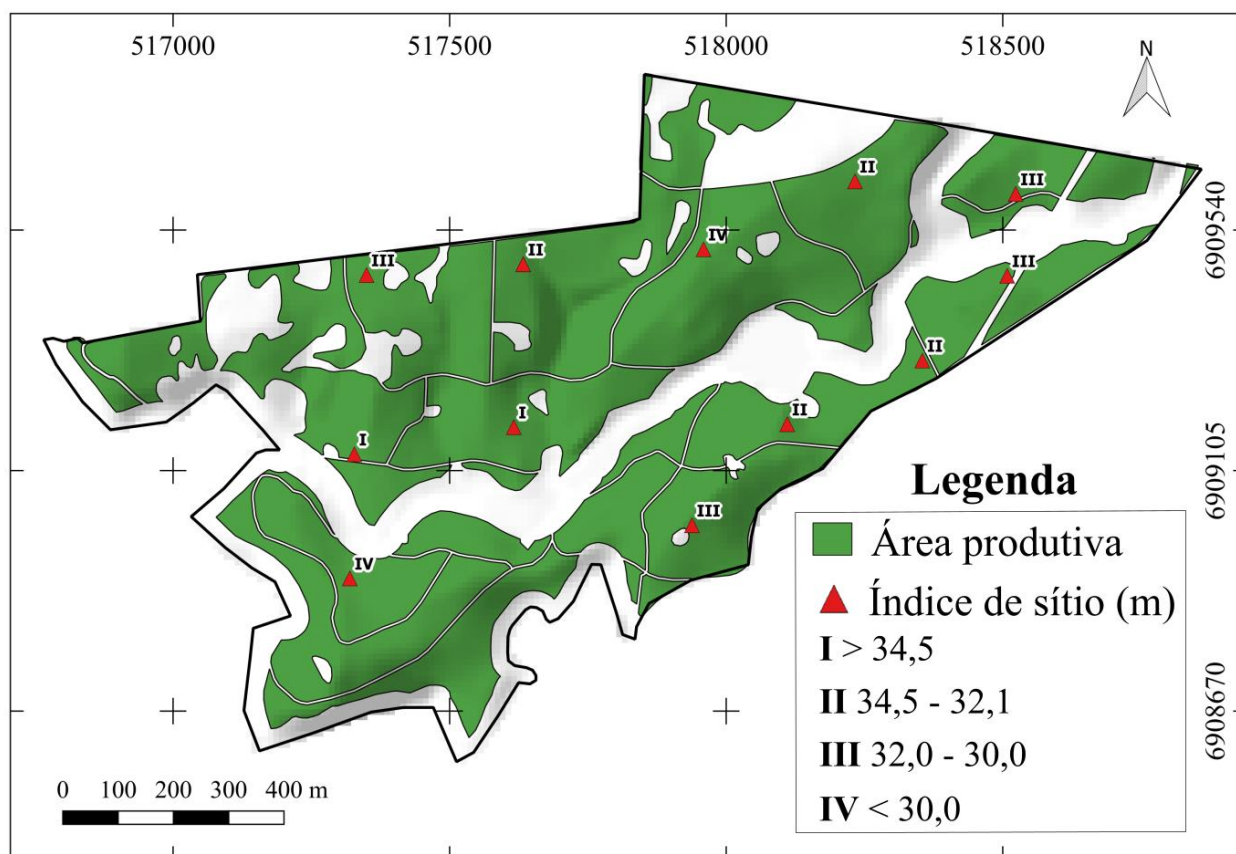 517000
517500
518000
518500
N
II
III
6909540
IV
II
III
III
II
II
I
I
6909105
III
IV
Legenda
Área produtiva
Índice de sítio (m)
I > 34,5
II 34,5 - 32,1
III 32,0 - 30,0
IV < 30,0
6908670
0 100 200 300 400 m